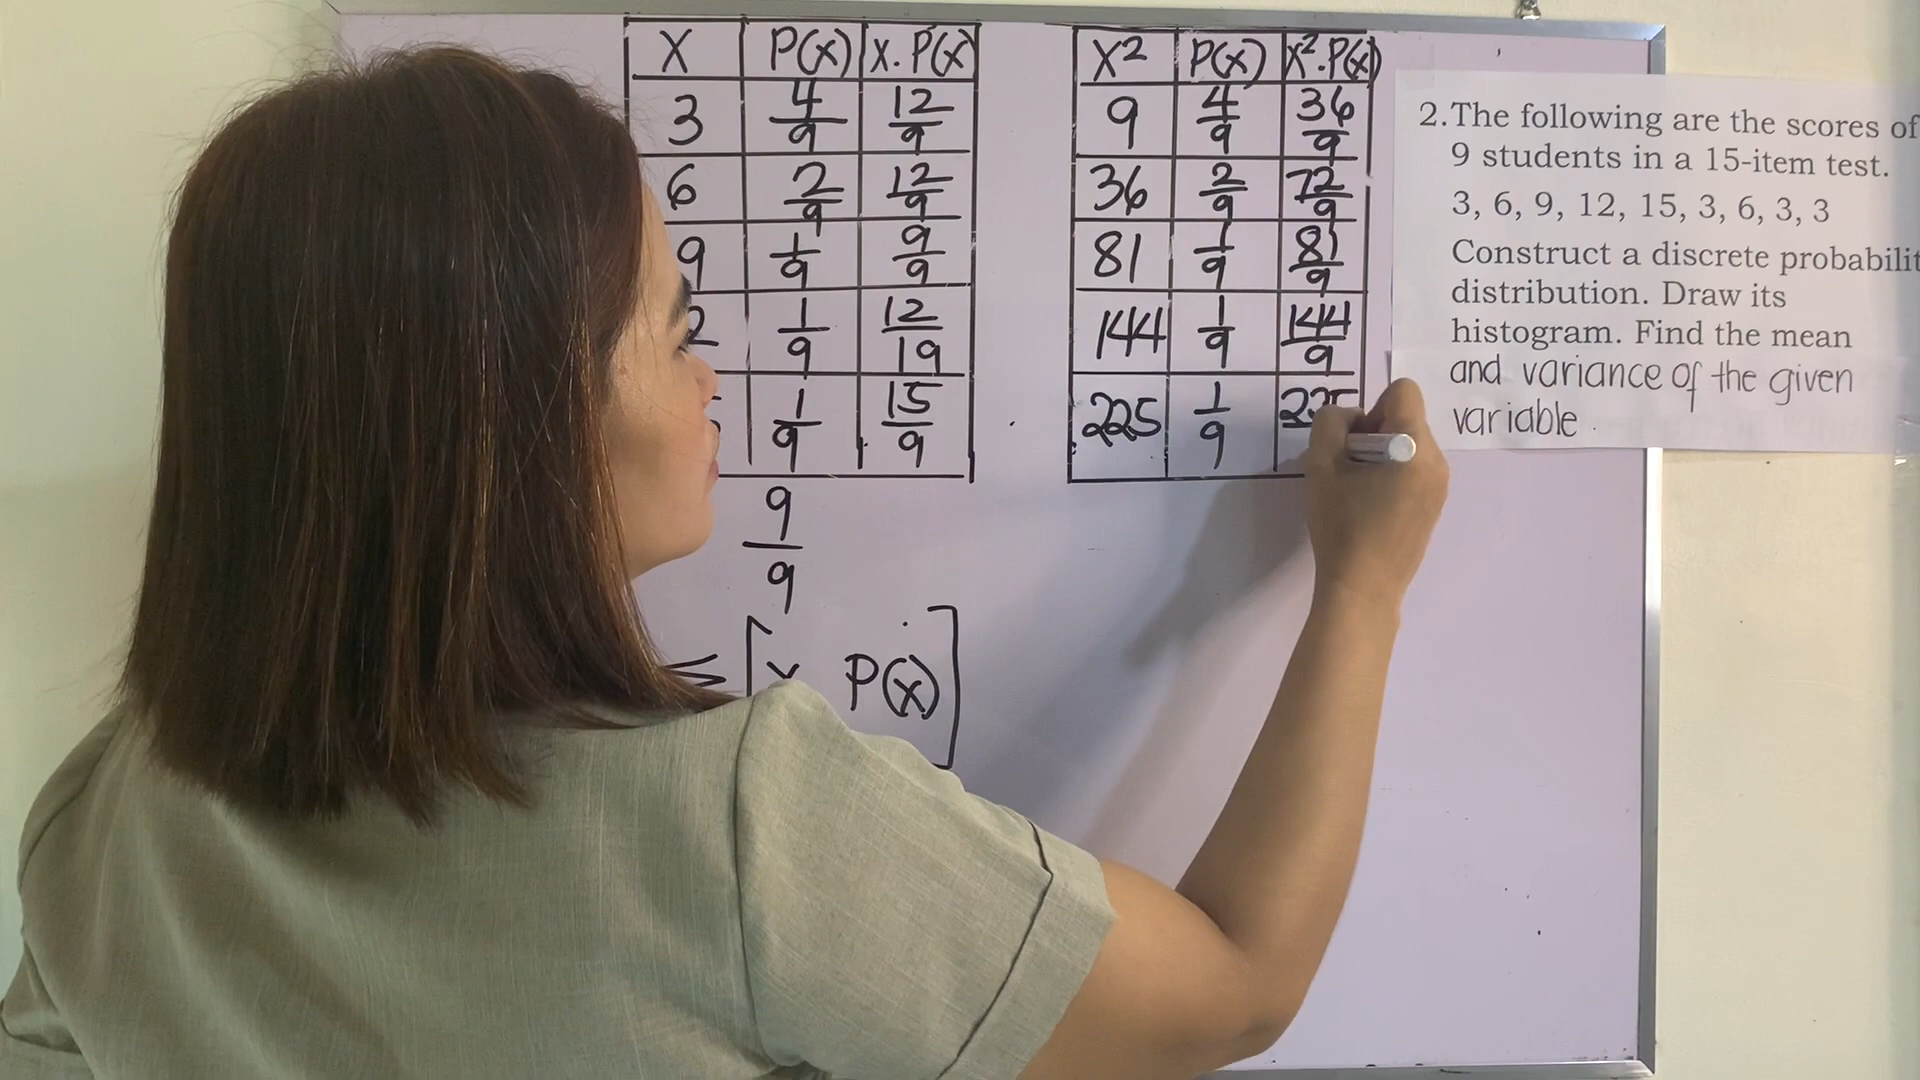 X P(x) X. P(x)
3 4/9 12/9
6 2/9 12/9
9 1/9 9/9
2 1/9 12/19
1/9 15/9
9/9
[ P(x)]
X² P(x) X².P(x)
9 4/9 36/9
36 2/9 72/9
81 1/9 81/9
144 1/9 144/9
225 1/9 225
2.The following are the scores of
9 students in a 15-item test.
3, 6, 9, 12, 15, 3, 6, 3, 3
Construct a discrete probabilit
distribution. Draw its
histogram. Find the mean
and variance of the given
variable